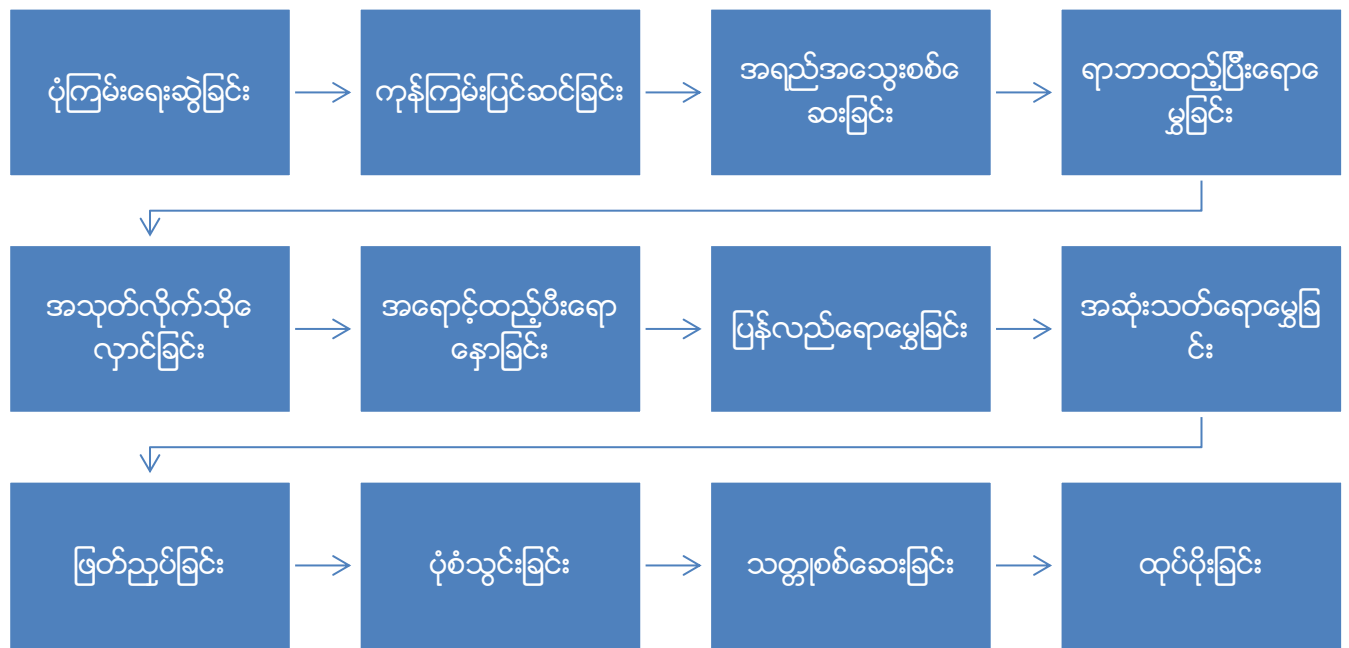 ပုံကြမ်းရေးဆွဲခြင်း
ကုန်ကြမ်းပြင်ဆင်ခြင်း
အရည်အသွေးစစ်ေ
ဆးခြင်း
ရာဘာထည့်ပြီးရောေ
မွှခြင်း
အသုတ်လိုက်သိုေ
လှာင်ခြင်း
အရောင့်ထည့်ပီးရော
နှောခြင်း
ပြန်လည်ရောမွှေခြင်း
အဆုံးသတ်ရောမွှေခြ
င်း
ဖြတ်ညှပ်ခြင်း
ပုံစံသွင်းခြင်း
သတ္တုစစ်ဆေးခြင်း
ထုပ်ပိုးခြင်း